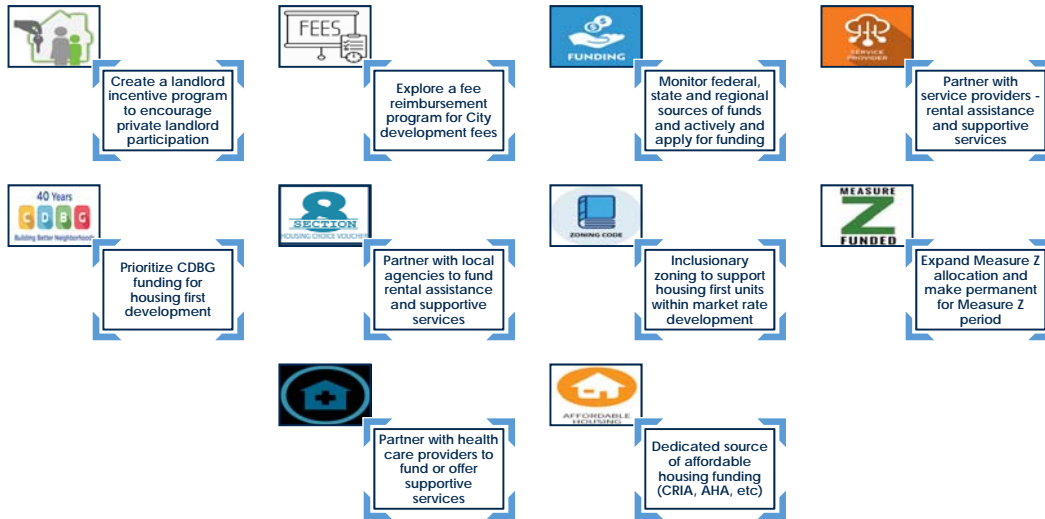 FEES
FUNDING
SERVICE
PROVIDER
Create a landlord
incentive program
to encourage
private landlord
participation
Explore a fee
reimbursement
program for City
development fees
Monitor federal,
state and regional
sources of funds
and actively and
apply for funding
Partner with
service providers -
rental assistance
and supportive
services
40 Years
CDBG
Building Better Neighborhoods
8
SECTION
HOUSING CHOICE VOUCHER
ZONING CODE
MEASURE
Z
FUNDED
Prioritize CDBG
funding for
housing first
development
Partner with local
agencies to fund
rental assistance
and supportive
services
Inclusionary
zoning to support
housing first units
within market rate
development
Expand Measure Z
allocation and
make permanent
for Measure Z
period
AFFORDABLE
HOUSING
Partner with health
care providers to
fund or offer
supportive
services
Dedicated source
of affordable
housing funding
(CRIA, AHA, etc)